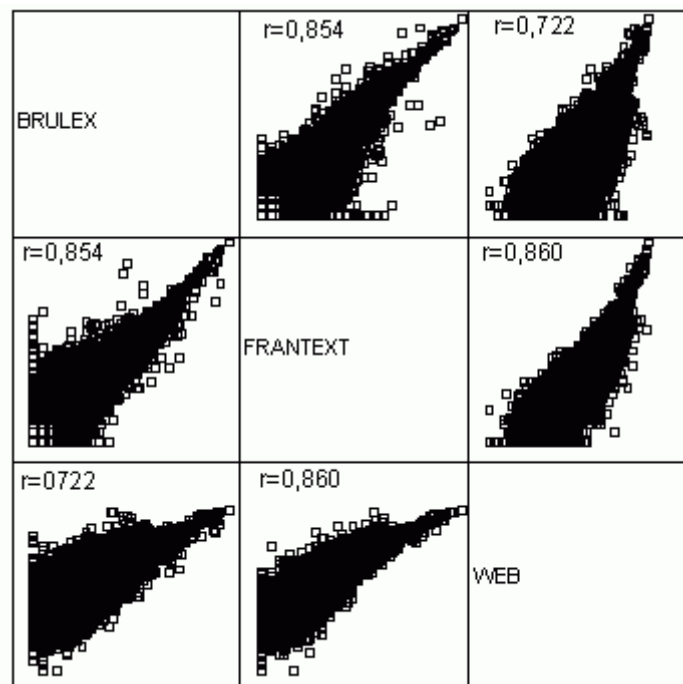 r=0,854
r=0,722
BRULEX
r=0,854
r=0,860
FRANTEXT
r=0722
r=0,860
WEB